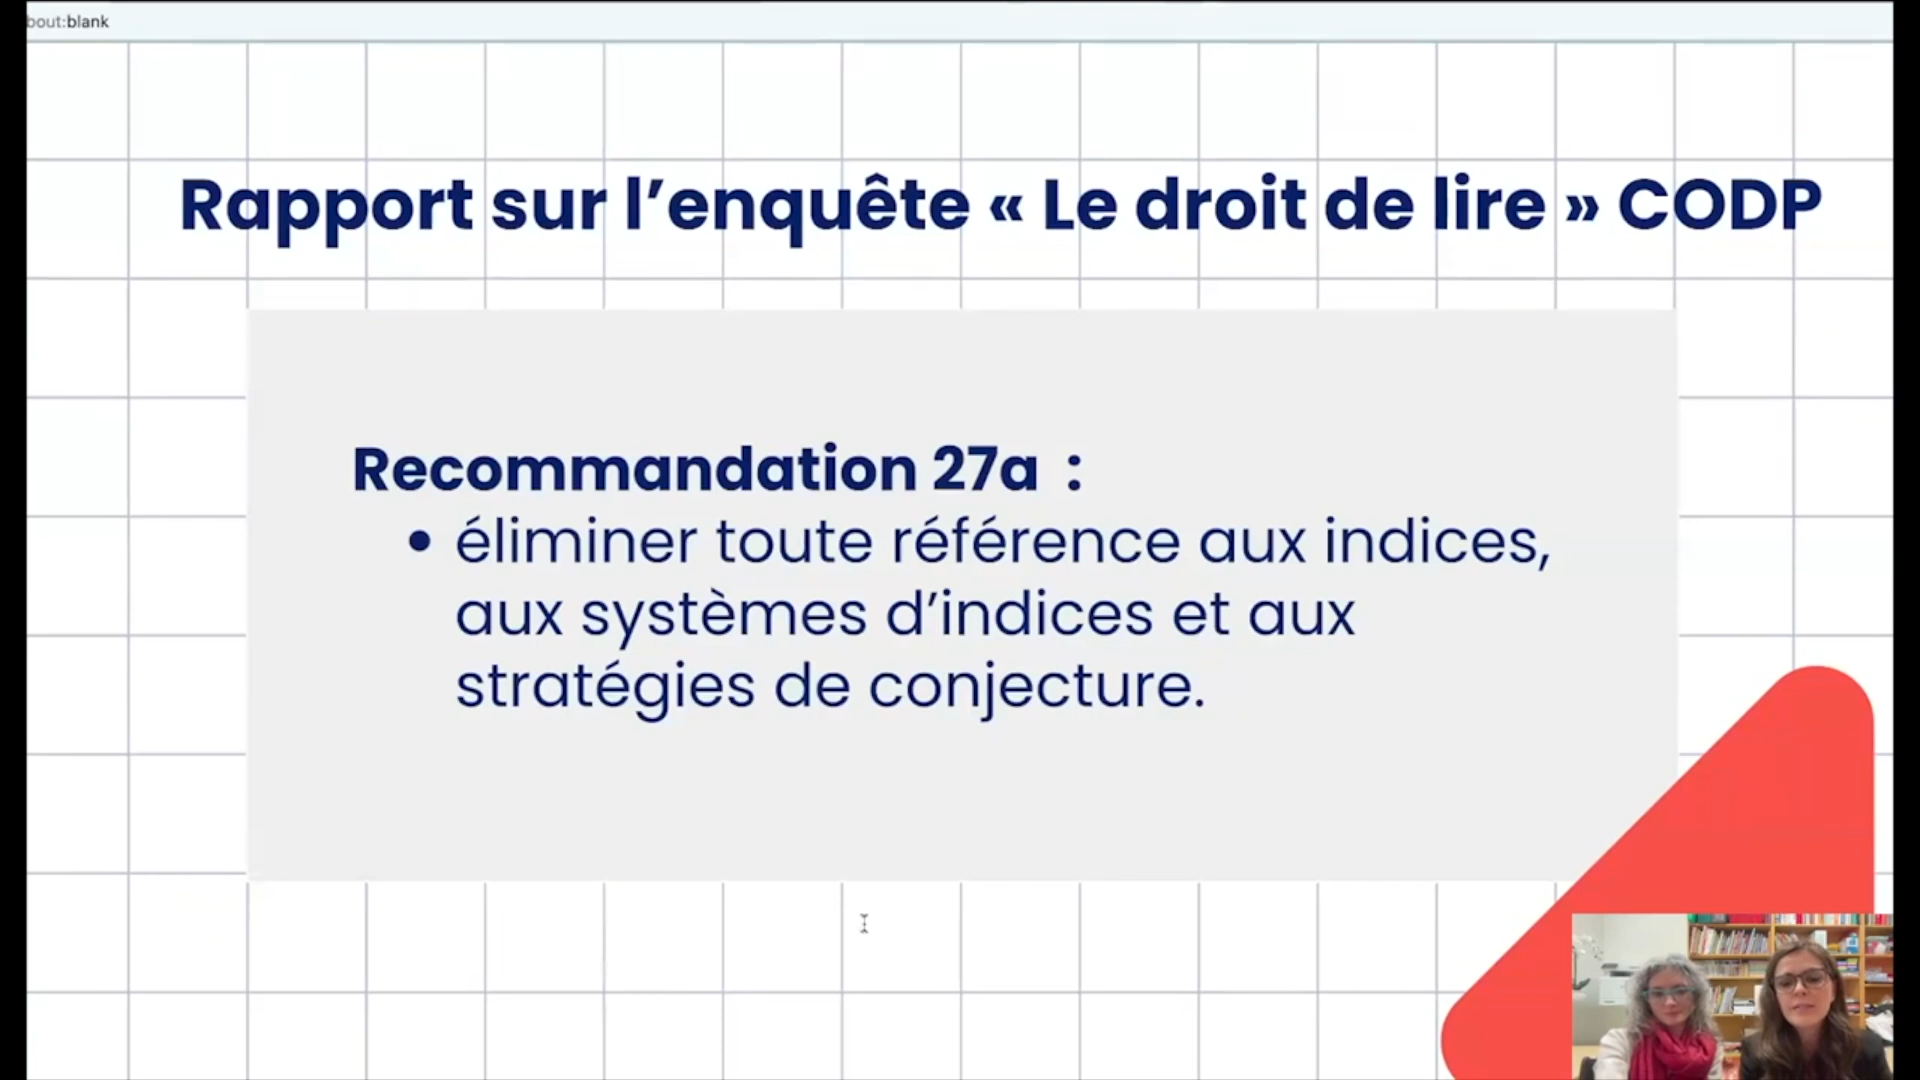 bout:blank
Rapport sur l’enquête « Le droit de lire » CODP
Recommandation 27a :
• éliminer toute référence aux indices,
aux systèmes d’indices et aux
stratégies de conjecture.